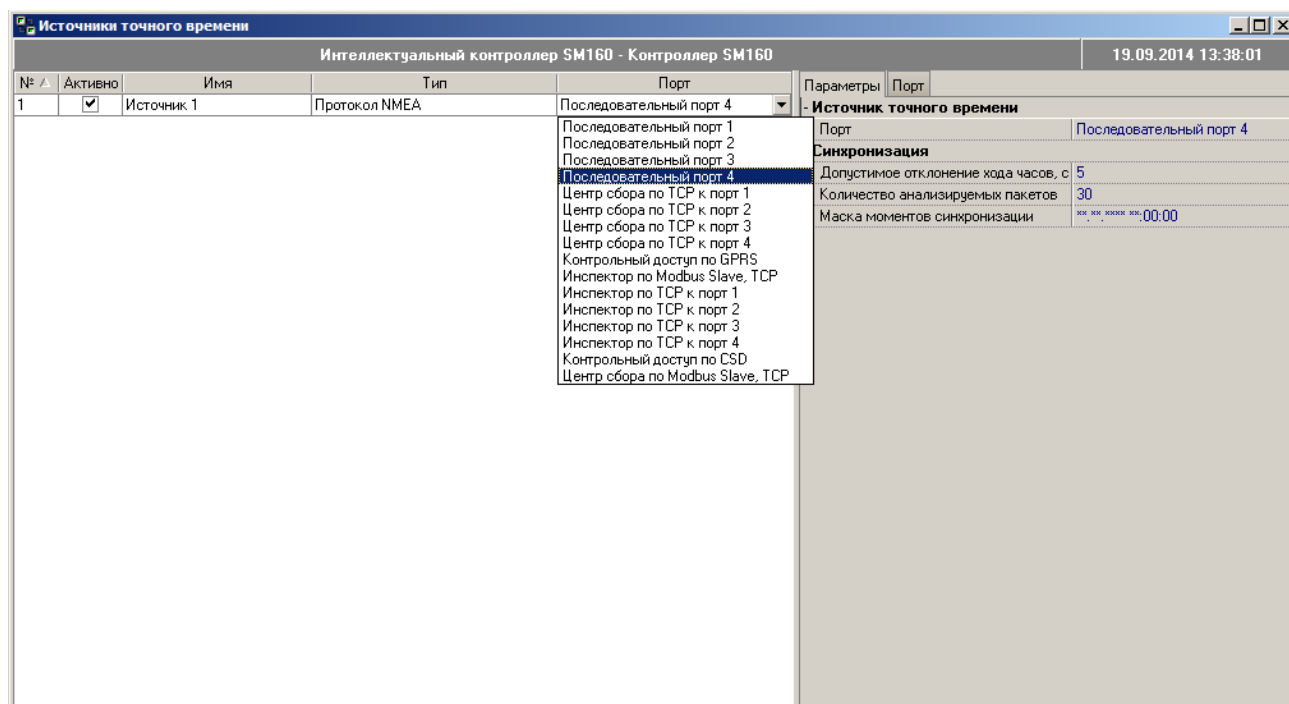 Источники точного времени
Интеллектуальный контроллер SM160 - Контроллер SM160 19.09.2014 13:38:01
№ Активно Имя Тип Порт
1 Источник 1 Протокол NMEA Последовательный порт 4
Последовательный порт 1
Последовательный порт 2
Последовательный порт 3
Последовательный порт 4
Центр сбора по TCP к порт 1
Центр сбора по TCP к порт 2
Центр сбора по TCP к порт 3
Центр сбора по TCP к порт 4
Контрольный доступ по GPRS
Инспектор по Modbus Slave, TCP
Инспектор по TCP к порт 1
Инспектор по TCP к порт 2
Инспектор по TCP к порт 3
Инспектор по TCP к порт 4
Контрольный доступ по CSD
Центр сбора по Modbus Slave, TCP
Параметры Порт
- Источник точного времени
Порт Последовательный порт 4
Синхронизация
Допустимое отклонение хода часов, с 5
Количество анализируемых пакетов 30
Маска моментов синхронизации **.**.**** **:00:00